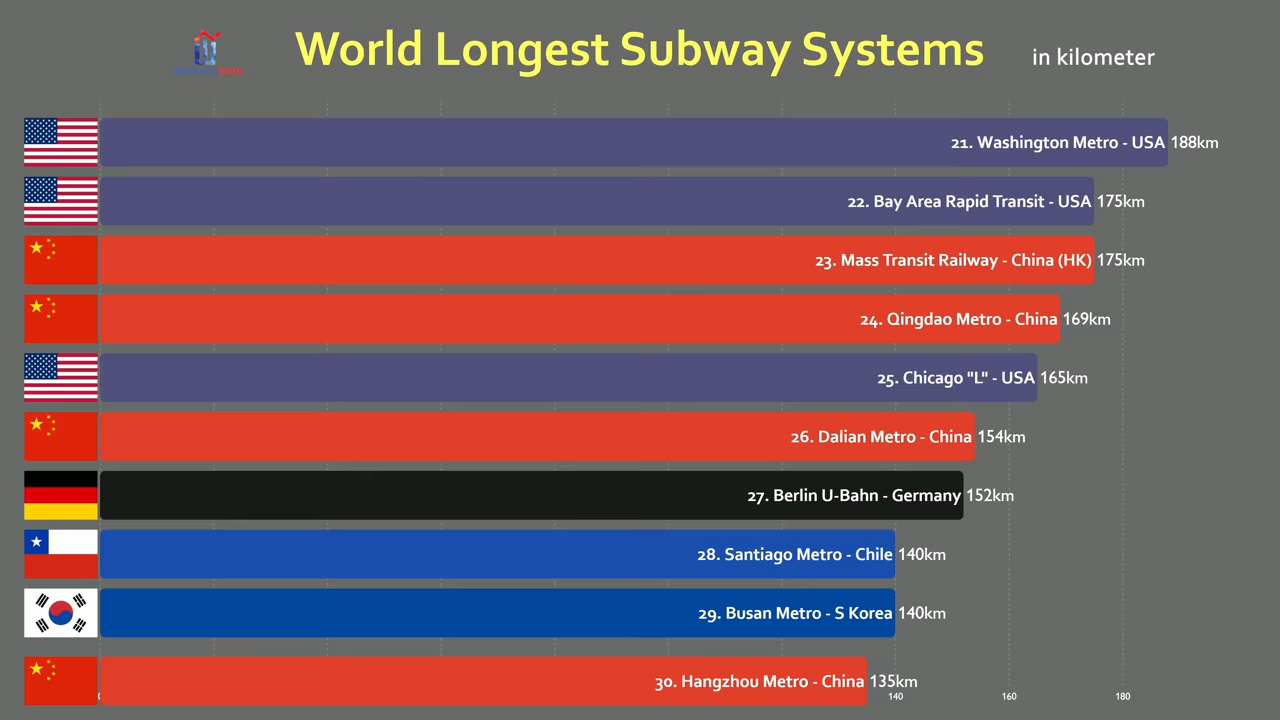 World Longest Subway Systems
in kilometer
21. Washington Metro - USA 188km
22. Bay Area Rapid Transit - USA 175km
23. Mass Transit Railway - China (HK) 175km
24. Qingdao Metro - China 169km
25. Chicago "L" - USA 165km
26. Dalian Metro - China 154km
27. Berlin U-Bahn - Germany 152km
28. Santiago Metro - Chile 140km
29. Busan Metro - S Korea 140km
30. Hangzhou Metro - China 135km
140 160 180